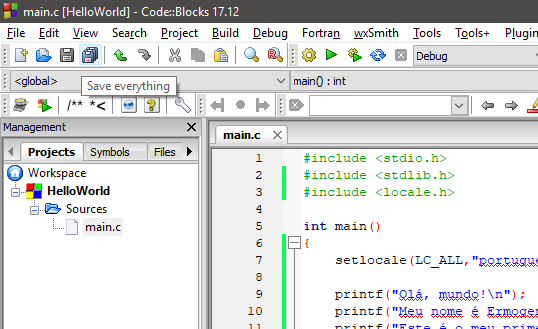 main.c [HelloWorld] - Code::Blocks 17.12
File Edit View Search Project Build Debug Fortran wxSmith Tools Tools+ Plugin
Debug
<global> main() : int
Save everything
/** *<
Management
Projects Symbols Files
main.c
Workspace
HelloWorld
Sources
main.c
1 #include <stdio.h>
2 #include <stdlib.h>
3 #include <locale.h>
4
5 int main()
6 {
7 setlocale(LC_ALL,"portugue
8
9 printf("Olá, mundo!\n");
10 printf("Meu nome é Ermoger
11 printf("Este é o meu prime